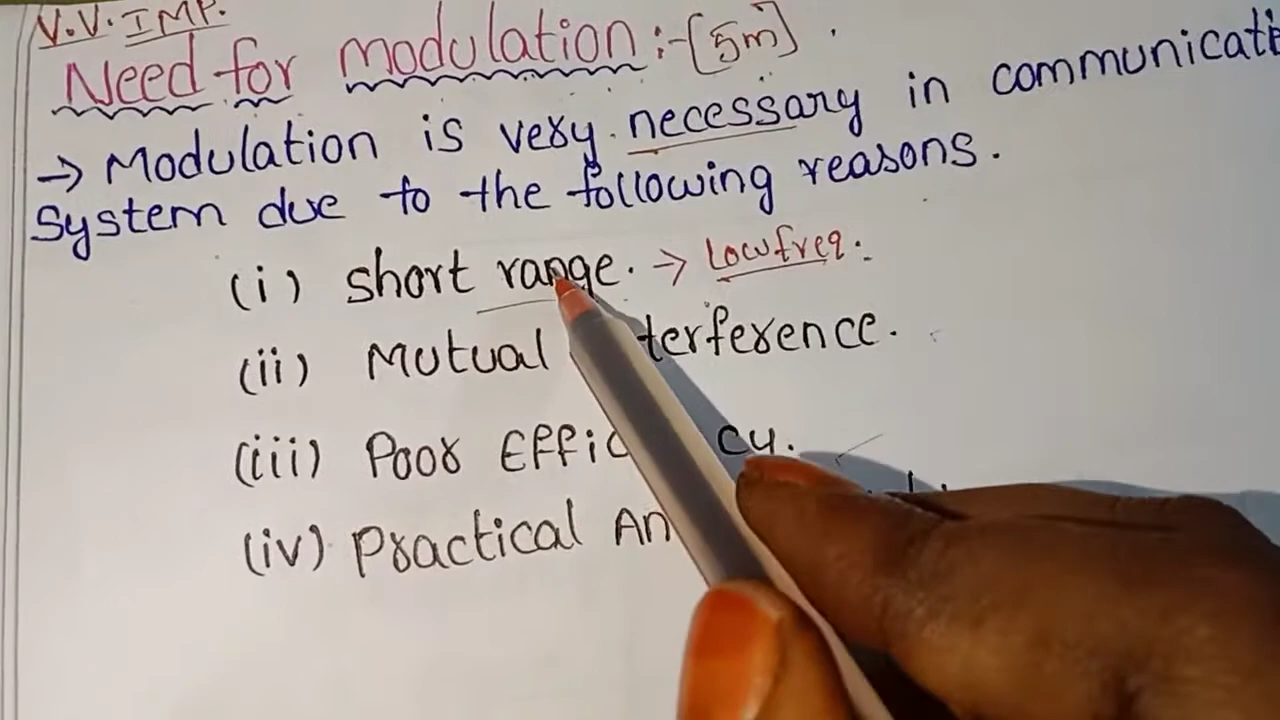 V.V. IMP.
Need for modulation :- [5m] .
→ Modulation is very necessary in communicati
System due to the following reasons.
(i) short range. → Low freq.
(ii) Mutual terference.
(iii) Poor Effic cy.
(iv) Practical An